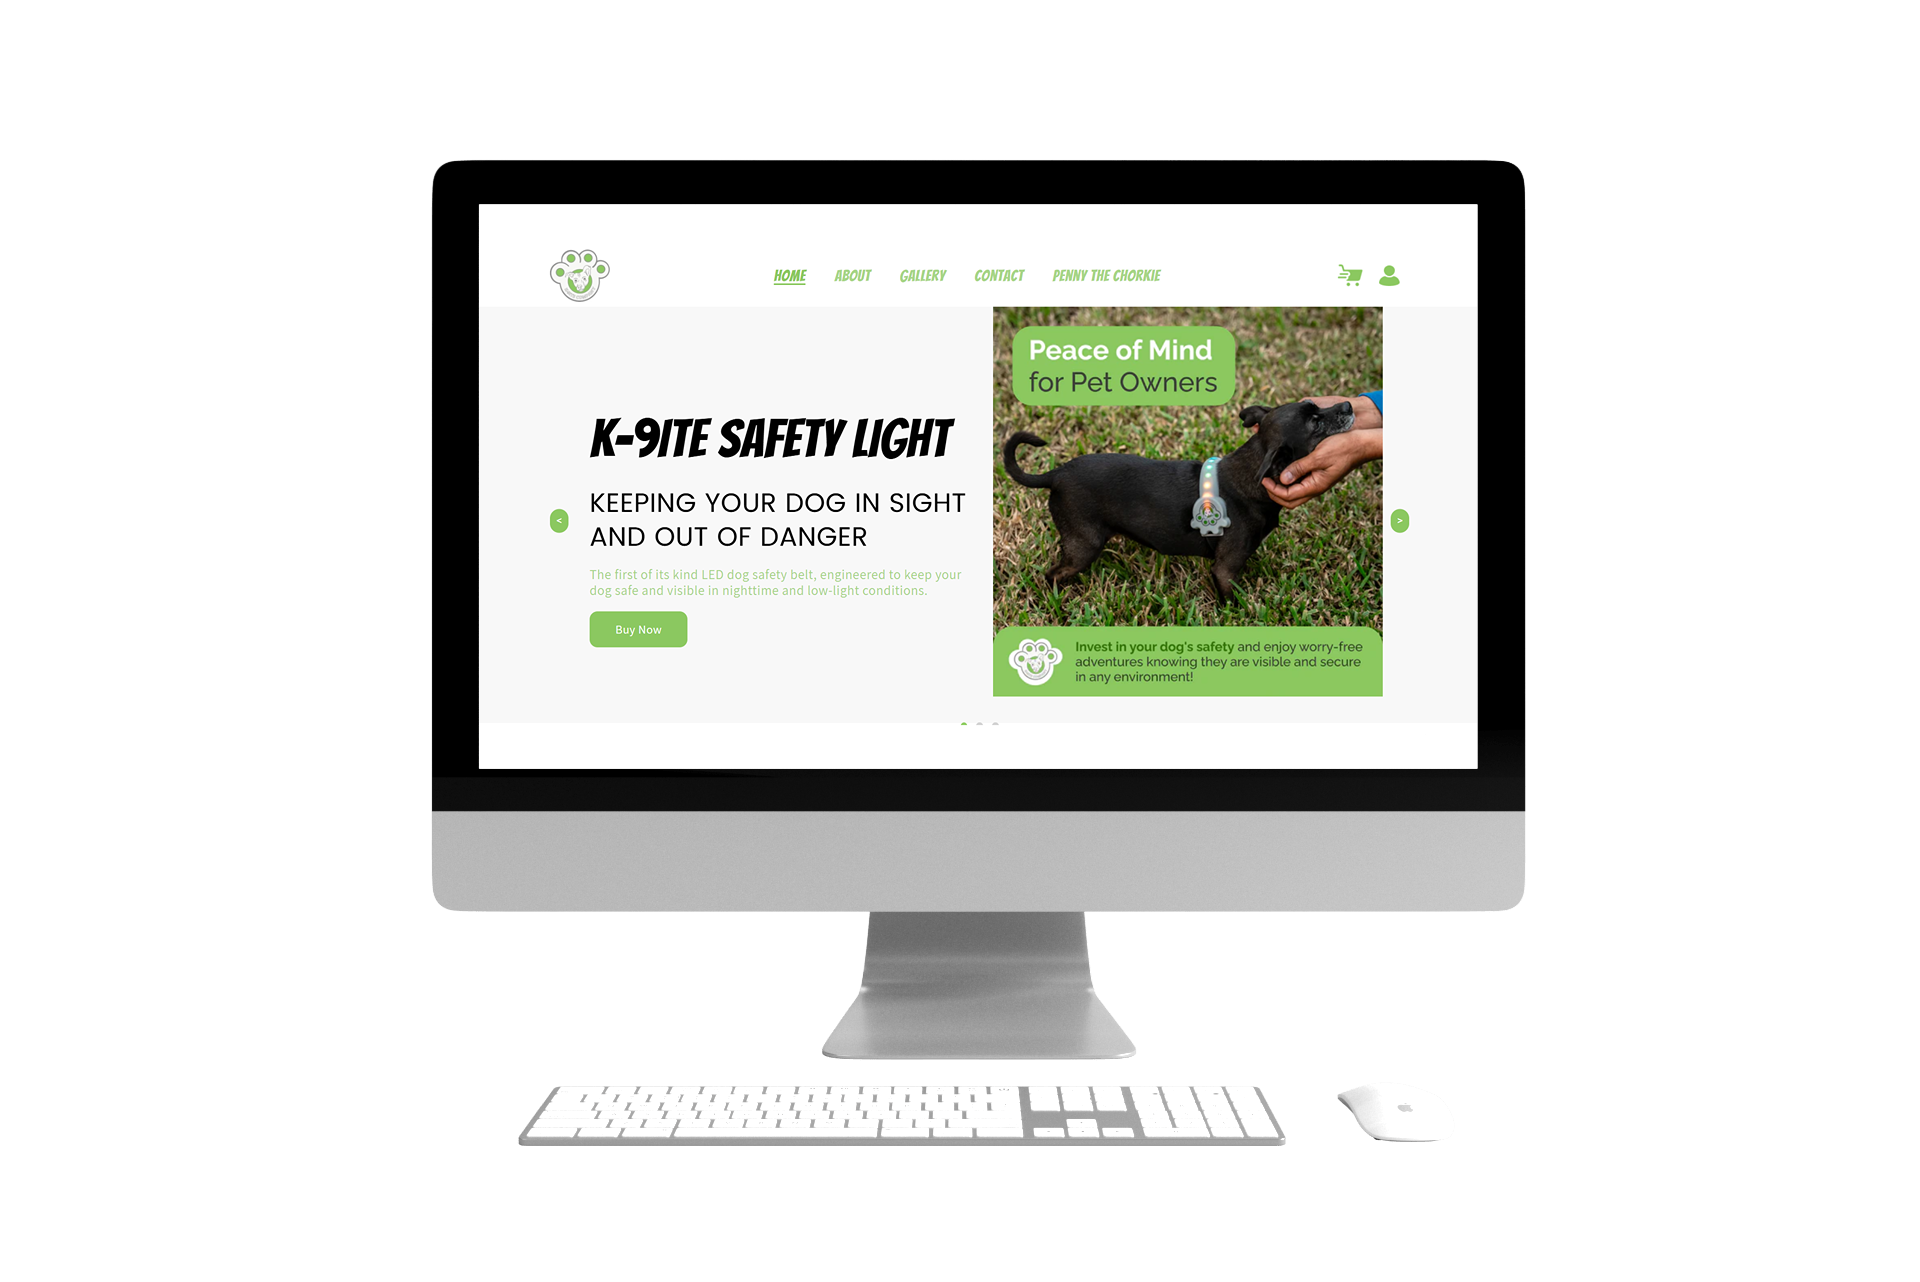 HOME ABOUT GALLERY CONTACT PENNY THE CHORKIE
K-9ITE SAFETY LIGHT
KEEPING YOUR DOG IN SIGHT
AND OUT OF DANGER
The first of its kind LED dog safety belt, engineered to keep your
dog safe and visible in nighttime and low-light conditions.
Buy Now
<
Peace of Mind
for Pet Owners
Invest in your dog's safety and enjoy worry-free
adventures knowing they are visible and secure
in any environment!
>